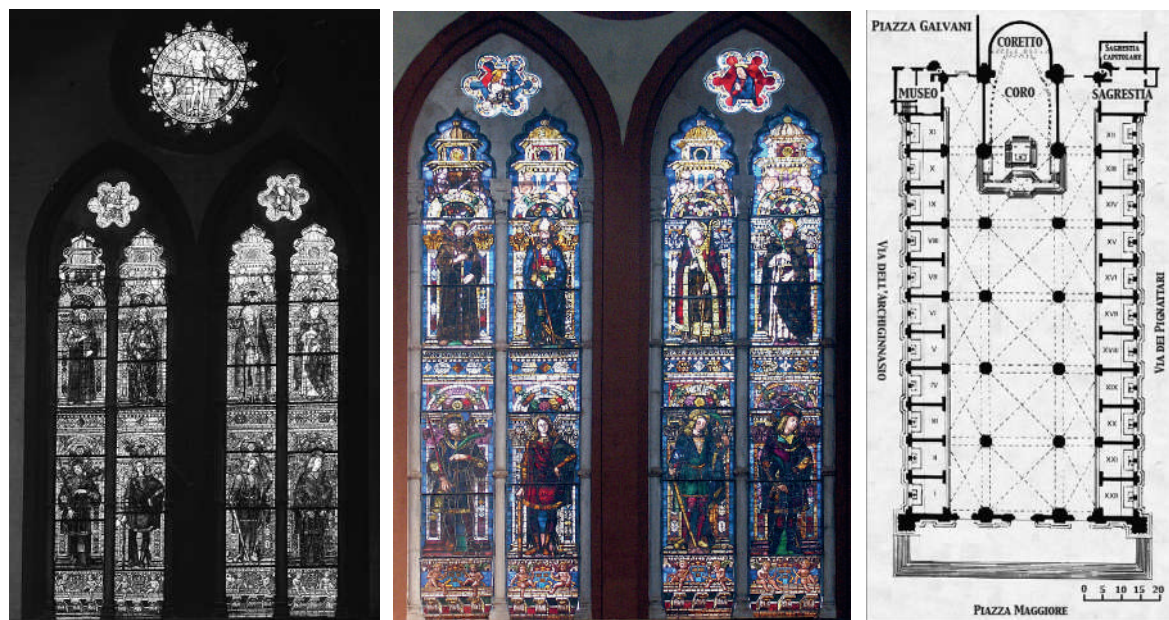 PIAZZA GALVANI
CORETTO
SAGRESTIA
CAPITOLARE
MUSEO
CORO
SAGRESTIA
XI
XII
X
XIII
IX
XIV
VIII
XV
VII
XVI
VI
XVII
V
XVIII
IV
XIX
III
XX
II
XXI
I
XXII
VIA DELL'ARCHIGINNASIO
VIA DEI PIGNATTARI
0 5 10 15 20
PIAZZA MAGGIORE